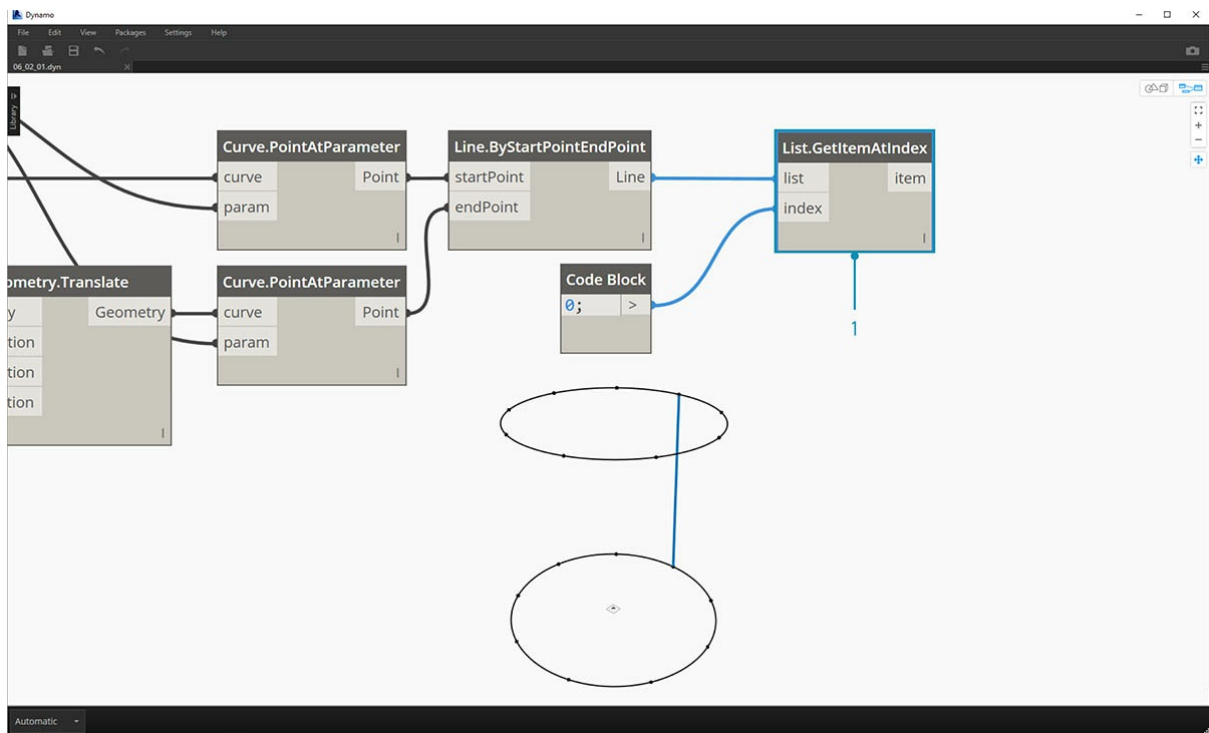 Dynamo
File Edit View Packages Settings Help
06_02_01.dyn
Library
Curve.PointAtParameter
curve Point
param
Line.ByStartPointEndPoint
startPoint Line
endPoint
List.GetItemAtIndex
list item
index
1
ometry.Translate
y Geometry
tion
tion
tion
Curve.PointAtParameter
curve Point
param
Code Block
0; >
Automatic